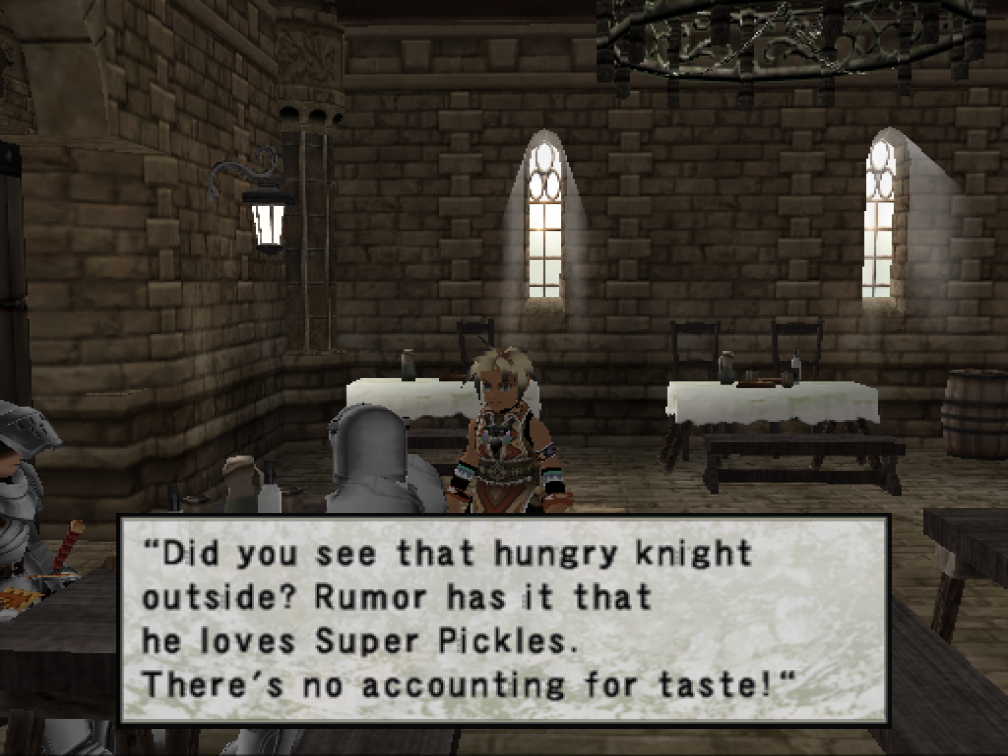 “Did you see that hungry knight
outside? Rumor has it that
he loves Super Pickles.
There's no accounting for taste!“